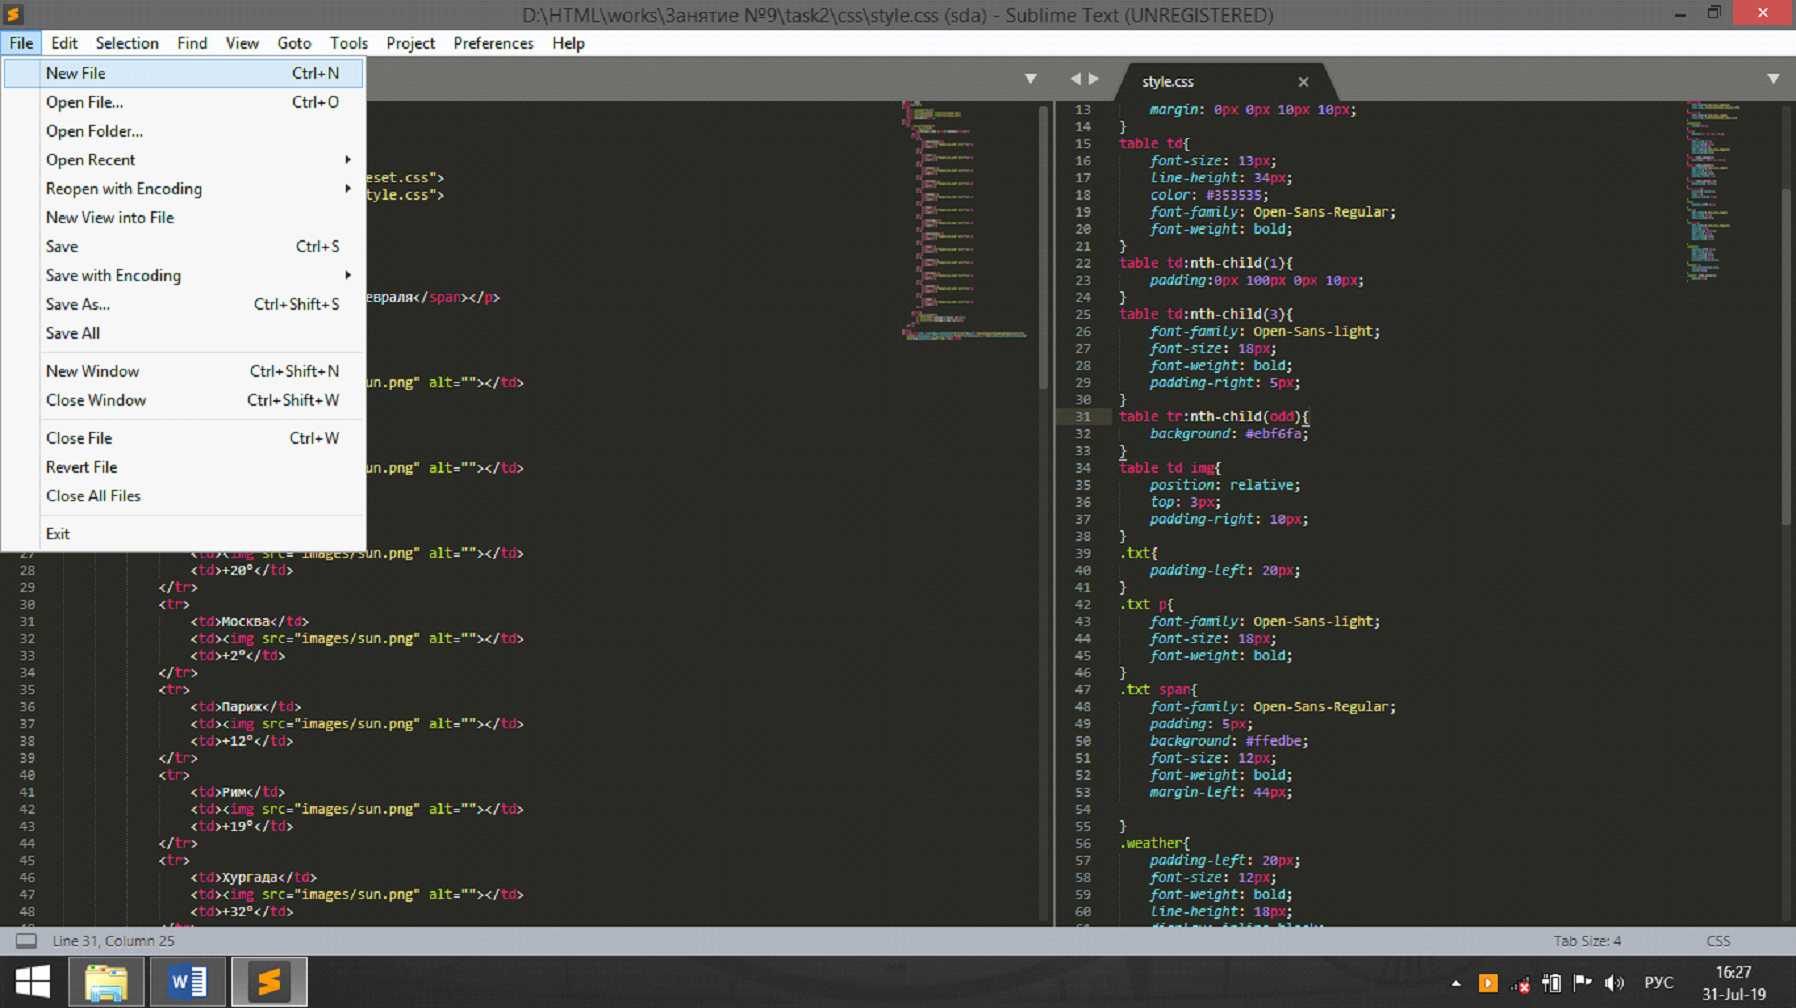 D:\HTML\works\Занятие №9\task2\css\style.css (sda) - Sublime Text (UNREGISTERED)
File Edit Selection Find View Goto Tools Project Preferences Help
New File Ctrl+N
Open File... Ctrl+O
Open Folder...
Open Recent
Reopen with Encoding
New View into File
Save Ctrl+S
Save with Encoding
Save As... Ctrl+Shift+S
Save All
New Window Ctrl+Shift+N
Close Window Ctrl+Shift+W
Close File Ctrl+W
Revert File
Close All Files
Exit
eset.css">
tyle.css">
евраля</span></p>
un.png" alt=""></td>
un.png" alt=""></td>
27 <td><img src="images/sun.png" alt=""></td>
28 <td>+20°</td>
29 </tr>
30 <tr>
31 <td>Москва</td>
32 <td><img src="images/sun.png" alt=""></td>
33 <td>+2°</td>
34 </tr>
35 <tr>
36 <td>Париж</td>
37 <td><img src="images/sun.png" alt=""></td>
38 <td>+12°</td>
39 </tr>
40 <tr>
41 <td>Рим</td>
42 <td><img src="images/sun.png" alt=""></td>
43 <td>+19°</td>
44 </tr>
45 <tr>
46 <td>Хургада</td>
47 <td><img src="images/sun.png" alt=""></td>
48 <td>+32°</td>
style.css
13 margin: 0px 0px 10px 10px;
14 }
15 table td{
16 font-size: 13px;
17 line-height: 34px;
18 color: #353535;
19 font-family: Open-Sans-Regular;
20 font-weight: bold;
21 }
22 table td:nth-child(1){
23 padding:0px 100px 0px 10px;
24 }
25 table td:nth-child(3){
26 font-family: Open-Sans-light;
27 font-size: 18px;
28 font-weight: bold;
29 padding-right: 5px;
30 }
31 table tr:nth-child(odd){
32 background: #ebf6fa;
33 }
34 table td img{
35 position: relative;
36 top: 3px;
37 padding-right: 10px;
38 }
39 .txt{
40 padding-left: 20px;
41 }
42 .txt p{
43 font-family: Open-Sans-light;
44 font-size: 18px;
45 font-weight: bold;
46 }
47 .txt span{
48 font-family: Open-Sans-Regular;
49 padding: 5px;
50 background: #ffedbe;
51 font-size: 12px;
52 font-weight: bold;
53 margin-left: 44px;
54
55 }
56 .weather{
57 padding-left: 20px;
58 font-size: 12px;
59 font-weight: bold;
60 line-height: 18px;
61 display: inline-block;
Line 31, Column 25
Tab Size: 4
CSS
РУС
16:27
31-Jul-19